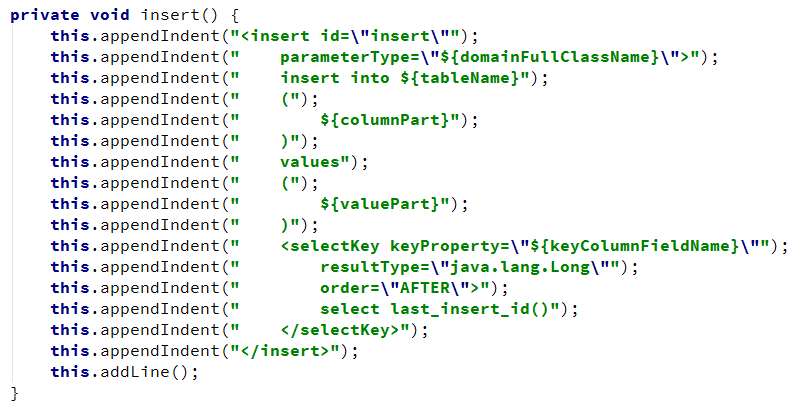 private void insert() {
    this.appendIndent("<insert id=\"insert\"");
    this.appendIndent("    parameterType=\"${domainFullClassName}\">");
    this.appendIndent("    insert into ${tableName}");
    this.appendIndent("    (");
    this.appendIndent("        ${columnPart}");
    this.appendIndent("    )");
    this.appendIndent("    values");
    this.appendIndent("    (");
    this.appendIndent("        ${valuePart}");
    this.appendIndent("    )");
    this.appendIndent("    <selectKey keyProperty=\"${keyColumnFieldName}\"");
    this.appendIndent("        resultType=\"java.lang.Long\"");
    this.appendIndent("        order=\"AFTER\">");
    this.appendIndent("        select last_insert_id()");
    this.appendIndent("    </selectKey>");
    this.appendIndent("</insert>");
    this.addLine();
}